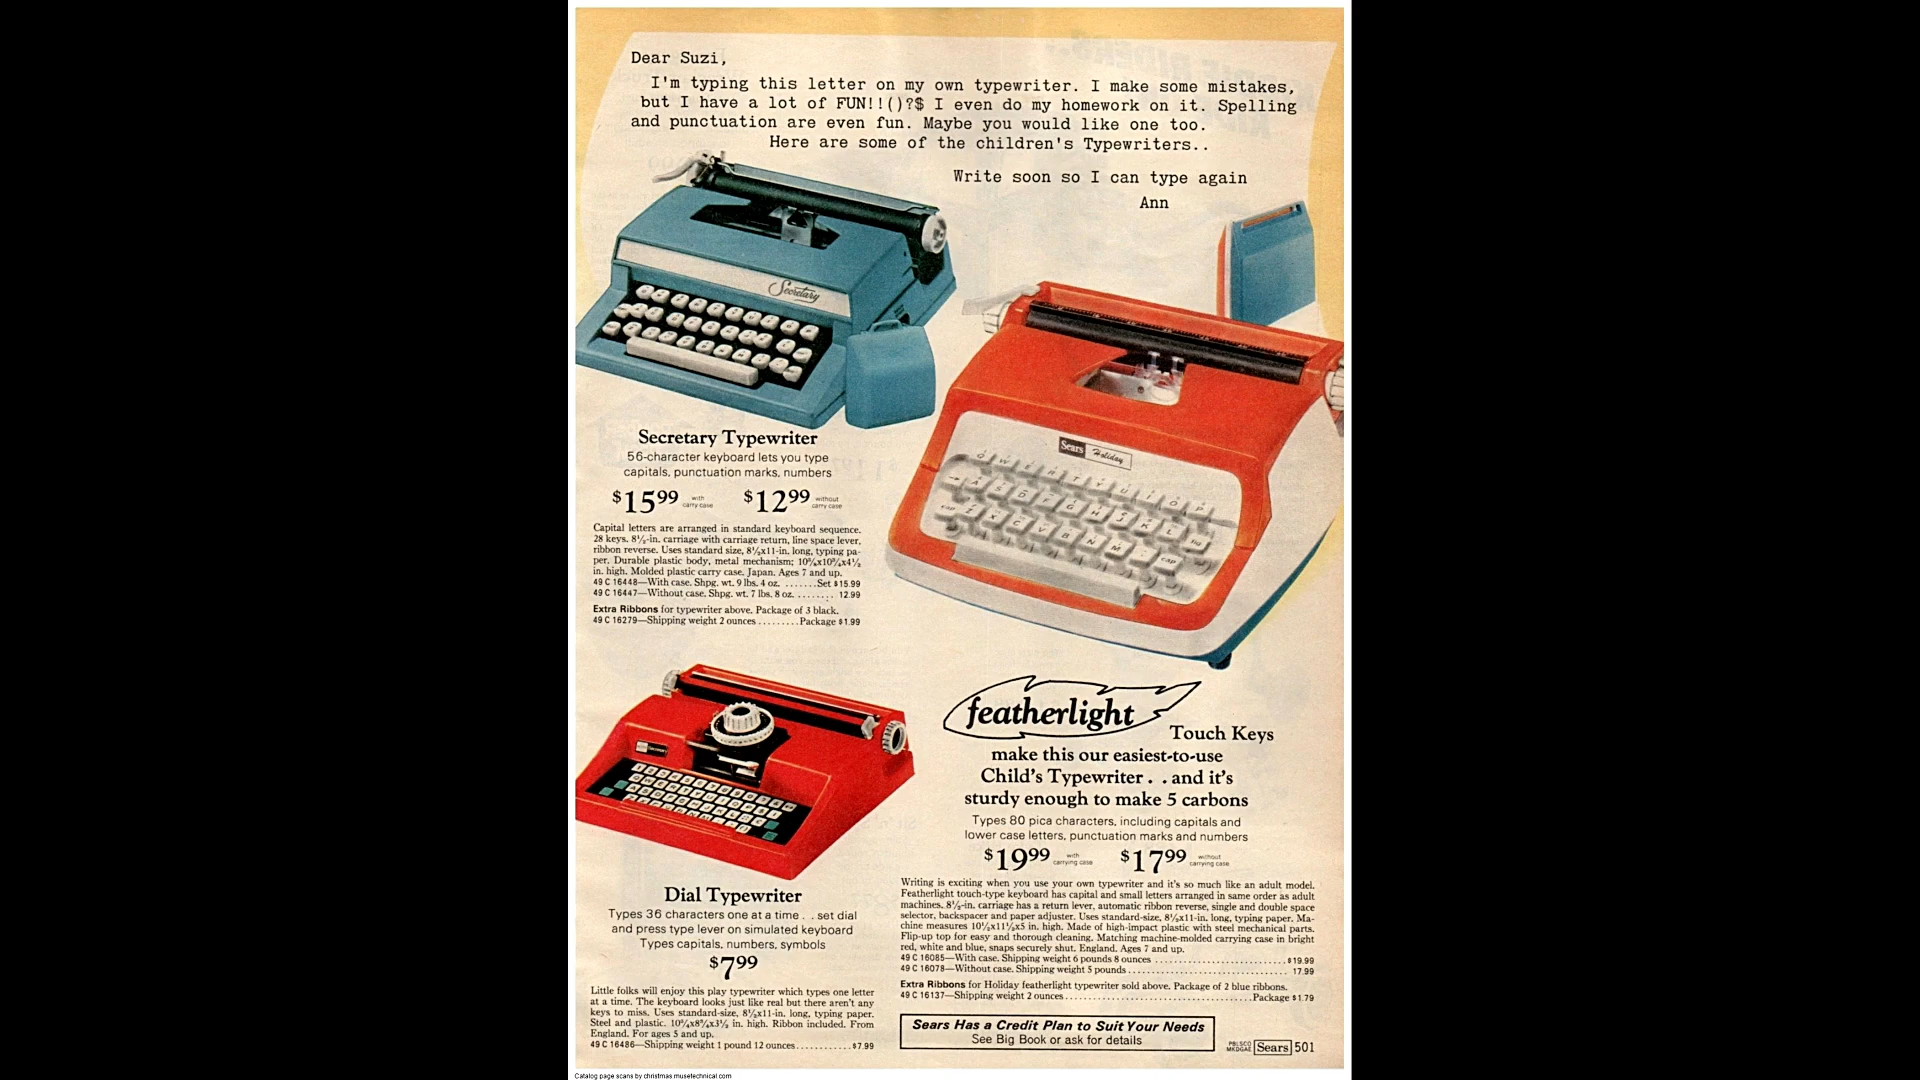 Dear Suzi,
I'm typing this letter on my own typewriter. I make some mistakes,
but I have a lot of FUN!!()?$ I even do my homework on it. Spelling
and punctuation are even fun. Maybe you would like one too.
Here are some of the children's Typewriters..
Write soon so I can type again
Ann
Secretary
Secretary Typewriter
56-character keyboard lets you type
capitals, punctuation marks, numbers
$15.99 with carry case $12.99 without carry case
Capital letters are arranged in standard keyboard sequence.
28 keys. 8½-in. carriage with carriage return, line space lever,
ribbon reverse. Uses standard size, 8½x11-in. long, typing pa-
per. Durable plastic body, metal mechanism;
in. high. Molded plastic carry case. Japan. Ages 7 and up.
49 C 16448—With case. Shpg. wt. 9 lbs. 4 oz. .......Set $15.99
49 C 16447—Without case. Shpg. wt. 7 lbs. 8 oz. ........ 12.99
Extra Ribbons for typewriter above. Package of 3 black.
49 C 16279—Shipping weight 2 ounces.........Package $1.99
Sears Holiday
Q W E R T Y U I O P
A S D F G H J K L
Z X C V B N M
Dial Typewriter
Types 36 characters one at a time . . set dial
and press type lever on simulated keyboard
Types capitals, numbers, symbols
$7.99
Little folks will enjoy this play typewriter which types one letter
at a time. The keyboard looks just like real but there aren't any
keys to miss. Uses standard-size, 8½x11-in. long, typing paper.
Steel and plastic. in. high. Ribbon included. From
England. For ages 5 and up.
49 C 16486—Shipping weight 1 pound 12 ounces............$7.99
featherlight
Touch Keys
make this our easiest-to-use
Child's Typewriter . . and it's
sturdy enough to make 5 carbons
Types 80 pica characters, including capitals and
lower case letters, punctuation marks and numbers
$19.99 with carrying case $17.99 without carrying case
Writing is exciting when you use your own typewriter and it's so much like an adult model.
Featherlight touch-type keyboard has capital and small letters arranged in same order as adult
machines. 8½-in. carriage has a return lever, automatic ribbon reverse, single and double space
selector, backspacer and paper adjuster. Uses standard-size, 8½x11-in. long, typing paper. Ma-
chine measures 10½x11½x5 in. high. Made of high-impact plastic with steel mechanical parts.
Flip-up top for easy and thorough cleaning. Matching machine-molded carrying case in bright
red, white and blue, snaps securely shut. England. Ages 7 and up.
49 C 16085—With case. Shipping weight 6 pounds 8 ounces ..............................$19.99
49 C 16078—Without case. Shipping weight 5 pounds.................................... 17.99
Extra Ribbons for Holiday featherlight typewriter sold above. Package of 2 blue ribbons.
49 C 16137—Shipping weight 2 ounces..........................................Package $1.79
Sears Has a Credit Plan to Suit Your Needs
See Big Book or ask for details
PBLSCO
MKDGAE Sears 501
Catalog page scans by christmas.musetechnical.com